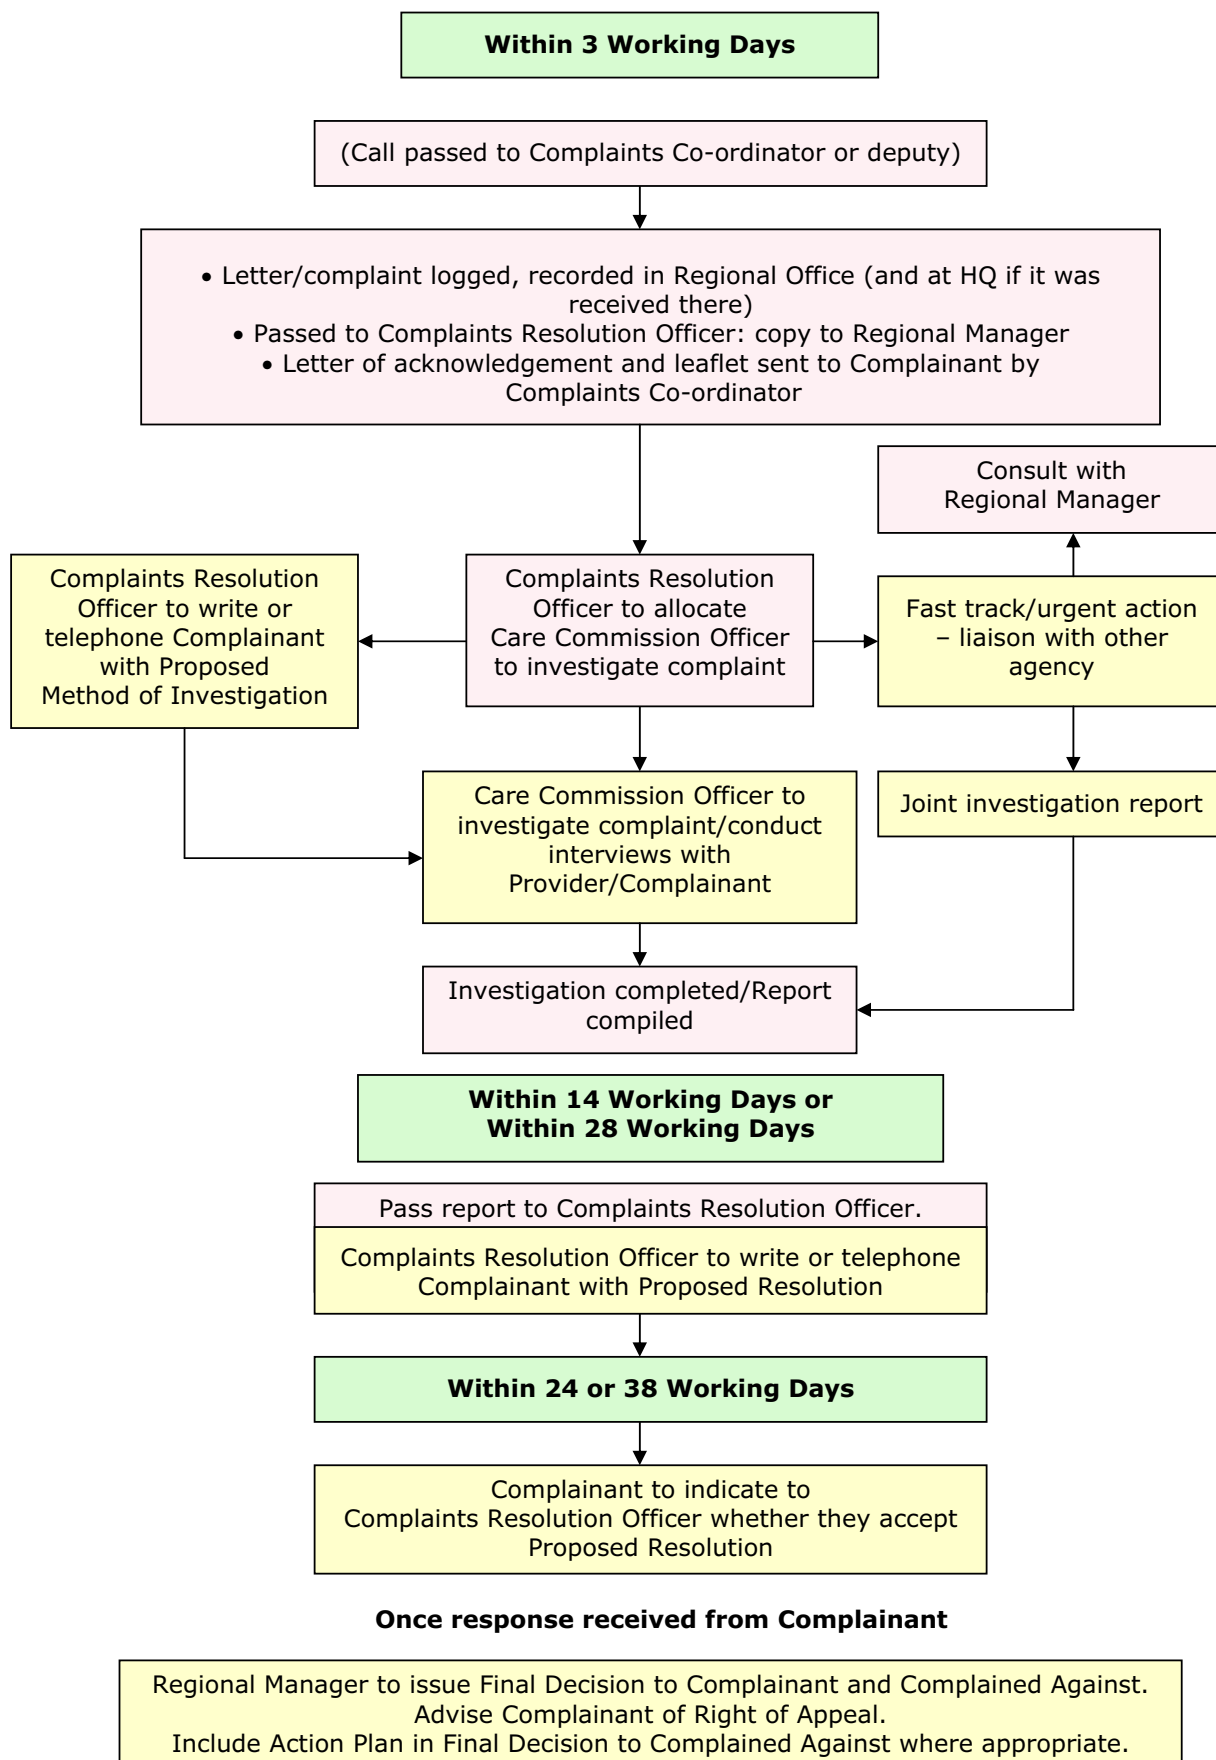 Within 3 Working Days
(Call passed to Complaints Co-ordinator or deputy)
• Letter/complaint logged, recorded in Regional Office (and at HQ if it was
received there)
• Passed to Complaints Resolution Officer: copy to Regional Manager
• Letter of acknowledgement and leaflet sent to Complainant by
Complaints Co-ordinator
Consult with
Regional Manager
Complaints Resolution
Officer to write or
telephone Complainant
with Proposed
Method of Investigation
Complaints Resolution
Officer to allocate
Care Commission Officer
to investigate complaint
Fast track/urgent action
– liaison with other
agency
Care Commission Officer to
investigate complaint/conduct
interviews with
Provider/Complainant
Joint investigation report
Investigation completed/Report
compiled
Within 14 Working Days or
Within 28 Working Days
Pass report to Complaints Resolution Officer.
Complaints Resolution Officer to write or telephone
Complainant with Proposed Resolution
Within 24 or 38 Working Days
Complainant to indicate to
Complaints Resolution Officer whether they accept
Proposed Resolution
Once response received from Complainant
Regional Manager to issue Final Decision to Complainant and Complained Against.
Advise Complainant of Right of Appeal.
Include Action Plan in Final Decision to Complained Against where appropriate.